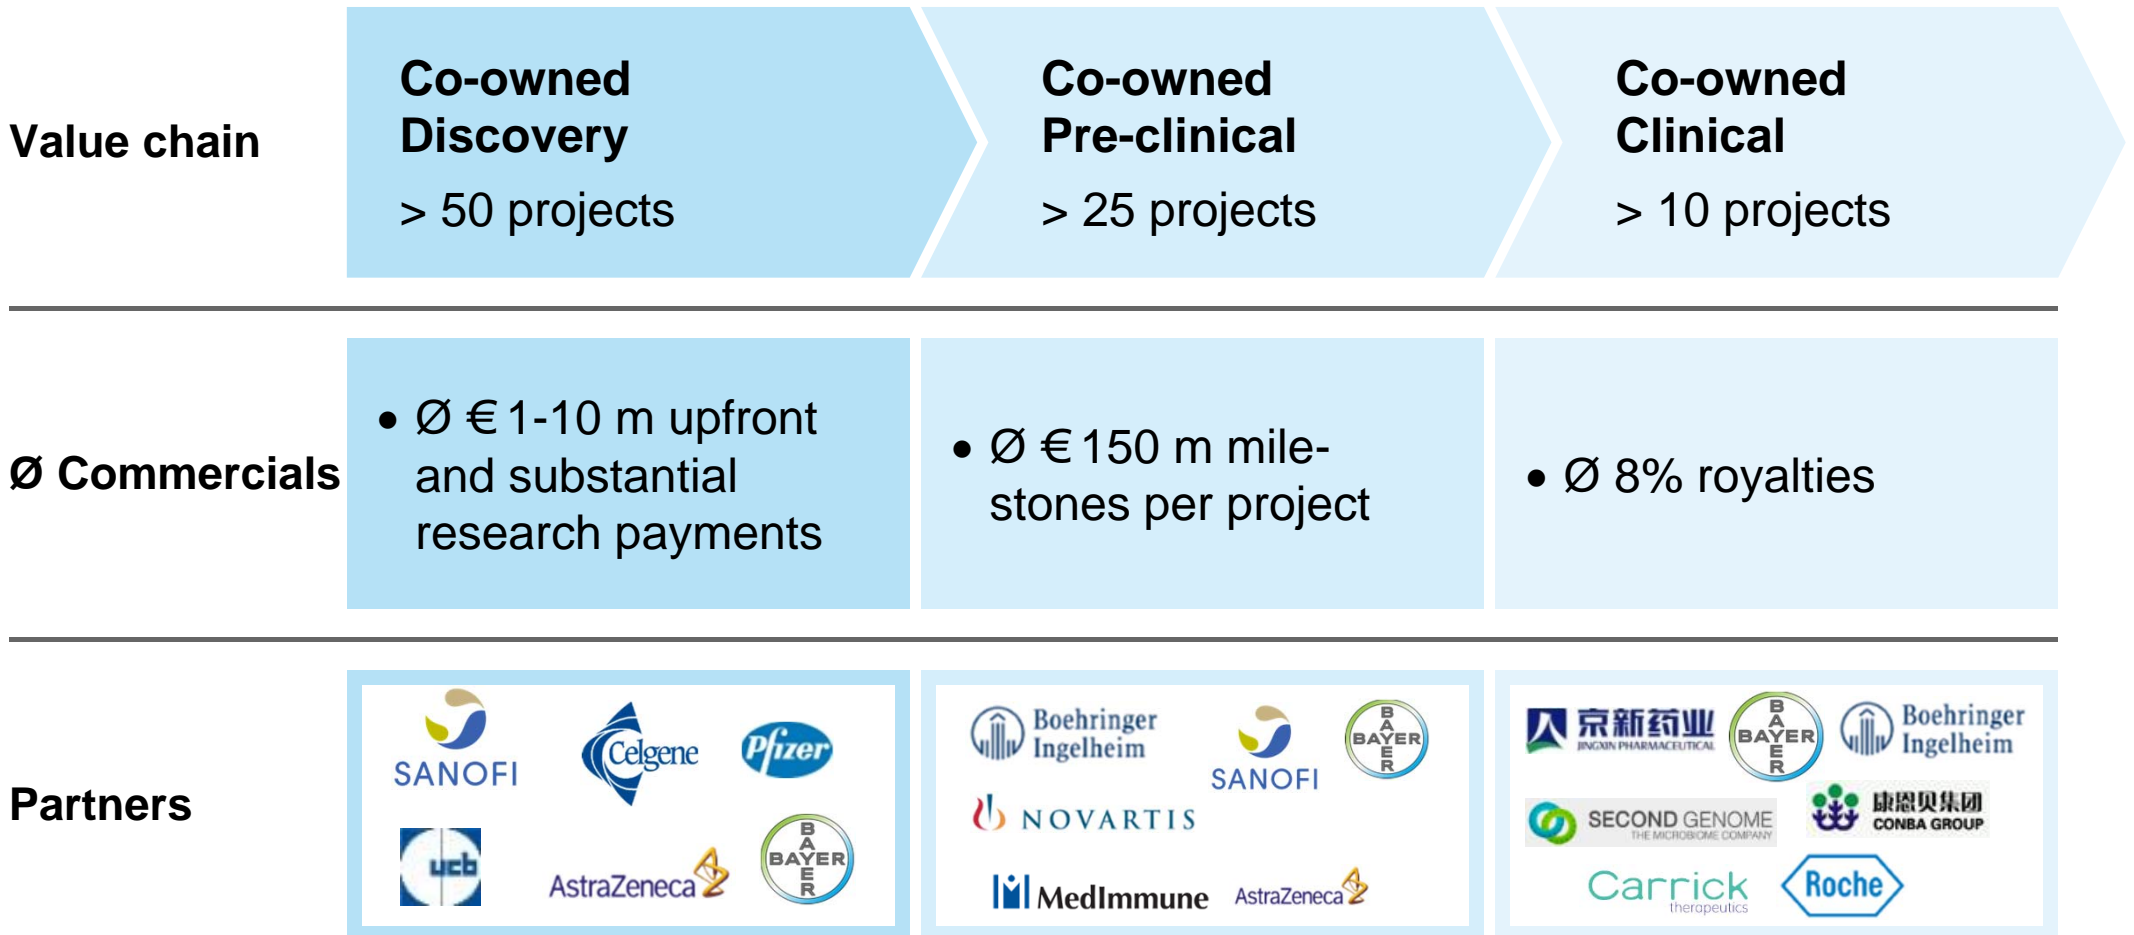 Value chain
Co-owned
Discovery
> 50 projects
Co-owned
Pre-clinical
> 25 projects
Co-owned
Clinical
> 10 projects
Ø Commercials
• Ø € 1-10 m upfront
and substantial
research payments
• Ø € 150 m mile-
stones per project
• Ø 8% royalties
Partners
SANOFI
Celgene
Pfizer
ucb
AstraZeneca
BAYER
BAYER
Boehringer
Ingelheim
SANOFI
BAYER
BAYER
NOVARTIS
MedImmune
AstraZeneca
京新药业
JINGXIN PHARMACEUTICAL
BAYER
BAYER
Boehringer
Ingelheim
SECOND GENOME
THE MICROBIOME COMPANY
康恩贝集团
CONBA GROUP
Carrick
therapeutics
Roche